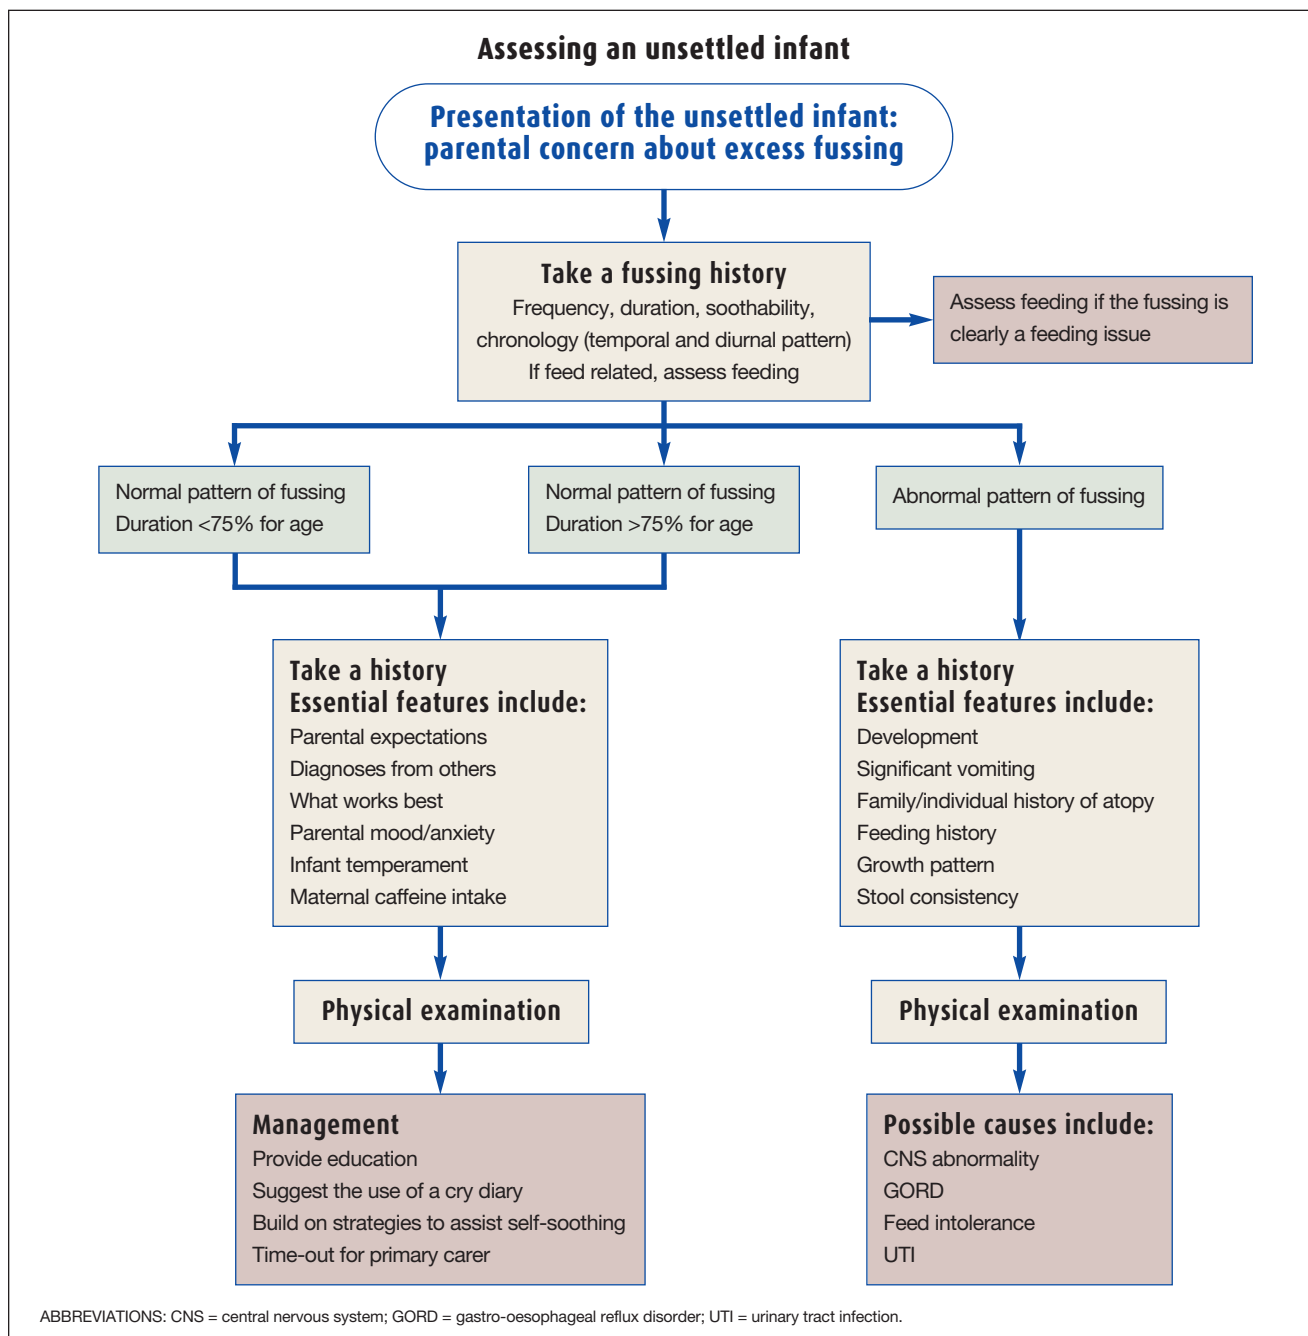 Assessing an unsettled infant
Presentation of the unsettled infant:
parental concern about excess fussing
Take a fussing history
Frequency, duration, soothability,
chronology (temporal and diurnal pattern)
If feed related, assess feeding
Assess feeding if the fussing is
clearly a feeding issue
Normal pattern of fussing
Duration <75% for age
Normal pattern of fussing
Duration >75% for age
Abnormal pattern of fussing
Take a history
Essential features include:
Parental expectations
Diagnoses from others
What works best
Parental mood/anxiety
Infant temperament
Maternal caffeine intake
Take a history
Essential features include:
Development
Significant vomiting
Family/individual history of atopy
Feeding history
Growth pattern
Stool consistency
Physical examination
Physical examination
Management
Provide education
Suggest the use of a cry diary
Build on strategies to assist self-soothing
Time-out for primary carer
Possible causes include:
CNS abnormality
GORD
Feed intolerance
UTI
ABBREVIATIONS: CNS = central nervous system; GORD = gastro-oesophageal reflux disorder; UTI = urinary tract infection.